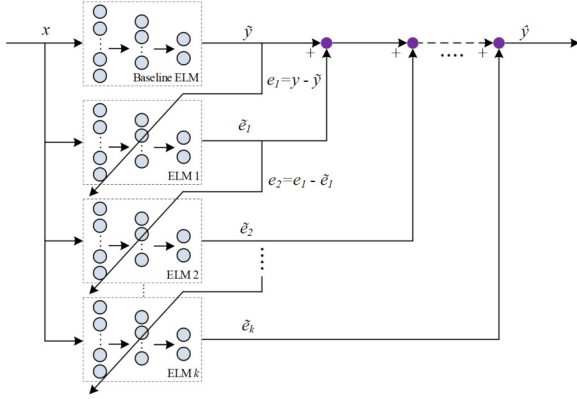 x ỹ + + .... + ŷ
Baseline ELM
e₁=y - ỹ
ẽ₁
ELM 1
e₂=e₁ - ẽ₁
ẽ₂
ELM 2
ẽₖ
ELM k